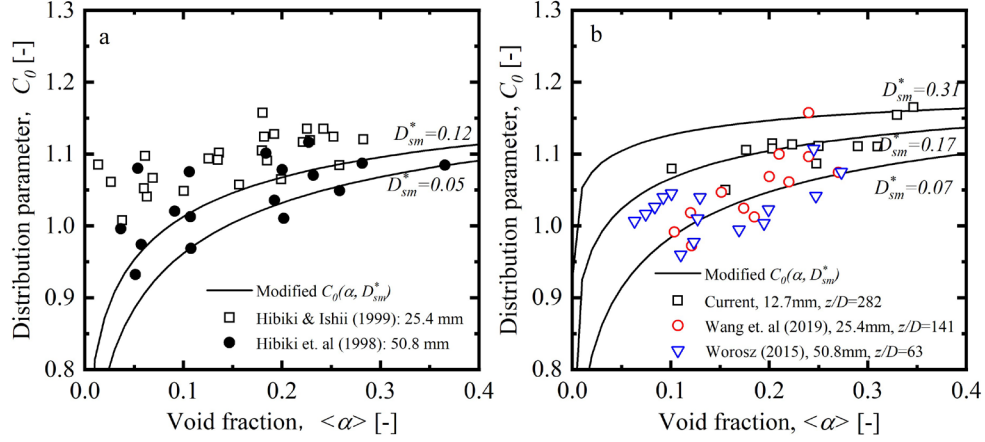 a
1.3
1.2
1.1
1.0
0.9
0.8
0.0
0.1
0.2
0.3
0.4
Distribution parameter, C0 [-]
Void fraction, <α> [-]
D*sm=0.12
D*sm=0.05
Modified C0(α, D*sm)
Hibiki & Ishii (1999): 25.4 mm
Hibiki et. al (1998): 50.8 mm
b
1.3
1.2
1.1
1.0
0.9
0.8
0.0
0.1
0.2
0.3
0.4
Distribution parameter, C0 [-]
Void fraction, <α> [-]
D*sm=0.31
D*sm=0.17
D*sm=0.07
Modified C0(α, D*sm)
Current, 12.7mm, z/D=282
Wang et. al (2019), 25.4mm, z/D=141
Worosz (2015), 50.8mm, z/D=63